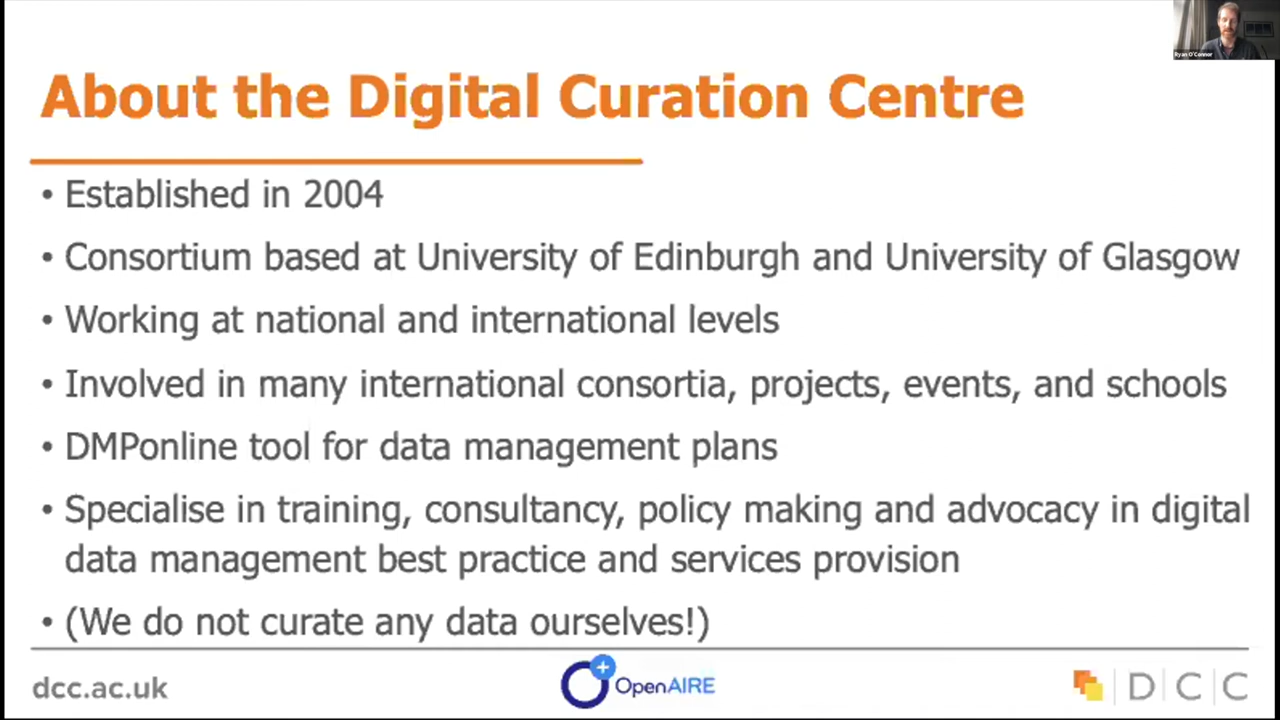 Ryan O'Connor
About the Digital Curation Centre
• Established in 2004
• Consortium based at University of Edinburgh and University of Glasgow
• Working at national and international levels
• Involved in many international consortia, projects, events, and schools
• DMPonline tool for data management plans
• Specialise in training, consultancy, policy making and advocacy in digital
data management best practice and services provision
• (We do not curate any data ourselves!)
dcc.ac.uk
OpenAIRE
DCC